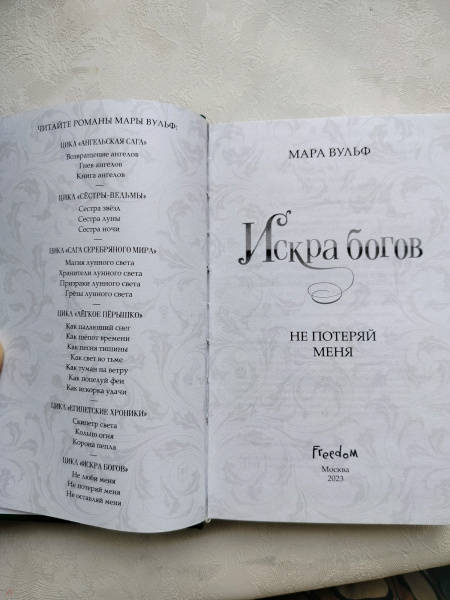 ЧИТАЙТЕ РОМАНЫ МАРЫ ВУЛЬФ:
ЦИКЛ «АНГЕЛЬСКАЯ САГА»
Возвращение ангелов
Гнев ангелов
Книга ангелов
—
ЦИКЛ «СЁСТРЫ-ВЕДЬМЫ»
Сестра звёзд
Сестра луны
Сестра ночи
—
ЦИКЛ «САГА СЕРЕБРЯНОГО МИРА»
Магия лунного света
Хранители лунного света
Призраки лунного света
Грёзы лунного света
—
ЦИКЛ «ЛЁГКОЕ ПЁРЫШКО»
Как падающий снег
Как шёпот времени
Как песня тишины
Как свет во тьме
Как туман на ветру
Как поцелуй феи
Как искорка удачи
—
ЦИКЛ «ЕГИПЕТСКИЕ ХРОНИКИ»
Скипетр света
Кольцо огня
Корона пепла
—
ЦИКЛ «ИСКРА БОГОВ»
Не люби меня
Не потеряй меня
Не оставляй меня
МАРА ВУЛЬФ
Искра богов
НЕ ПОТЕРЯЙ
МЕНЯ
Freedom
Москва
2023